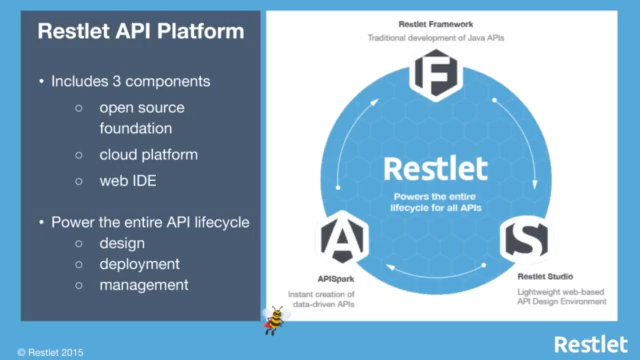 Restlet API Platform
• Includes 3 components
○ open source
foundation
○ cloud platform
○ web IDE
• Power the entire API lifecycle
○ design
○ deployment
○ management
Restlet Framework
Traditional development of Java APIs
F
Restlet
Powers the entire
lifecycle for all APIs
A
APISpark
Instant creation of
data-driven APIs
S
Restlet Studio
Lightweight web-based
API Design Environment
© Restlet 2015
Restlet